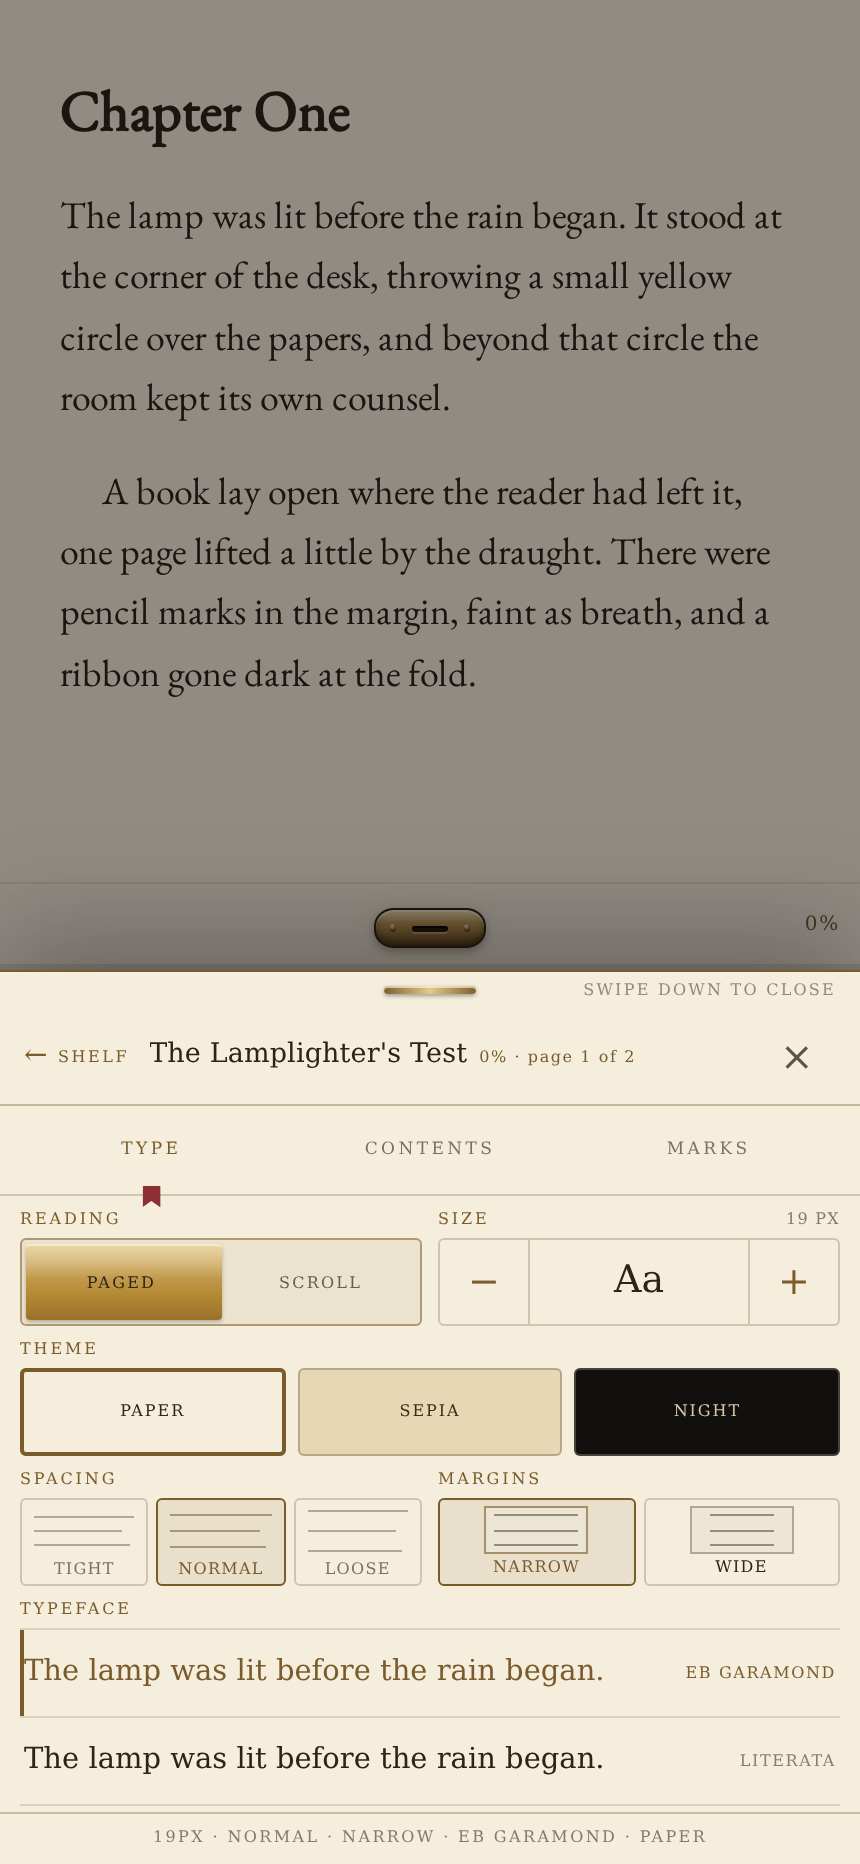 Chapter One
The lamp was lit before the rain began. It stood at
the corner of the desk, throwing a small yellow
circle over the papers, and beyond that circle the
room kept its own counsel.
A book lay open where the reader had left it,
one page lifted a little by the draught. There were
pencil marks in the margin, faint as breath, and a
ribbon gone dark at the fold.
0%
SWIPE DOWN TO CLOSE
← SHELF The Lamplighter's Test 0% · page 1 of 2 ×
TYPE CONTENTS MARKS
READING SIZE 19 PX
PAGED SCROLL − Aa +
THEME
PAPER SEPIA NIGHT
SPACING MARGINS
TIGHT NORMAL LOOSE NARROW WIDE
TYPEFACE
The lamp was lit before the rain began. EB GARAMOND
The lamp was lit before the rain began. LITERATA
19PX · NORMAL · NARROW · EB GARAMOND · PAPER